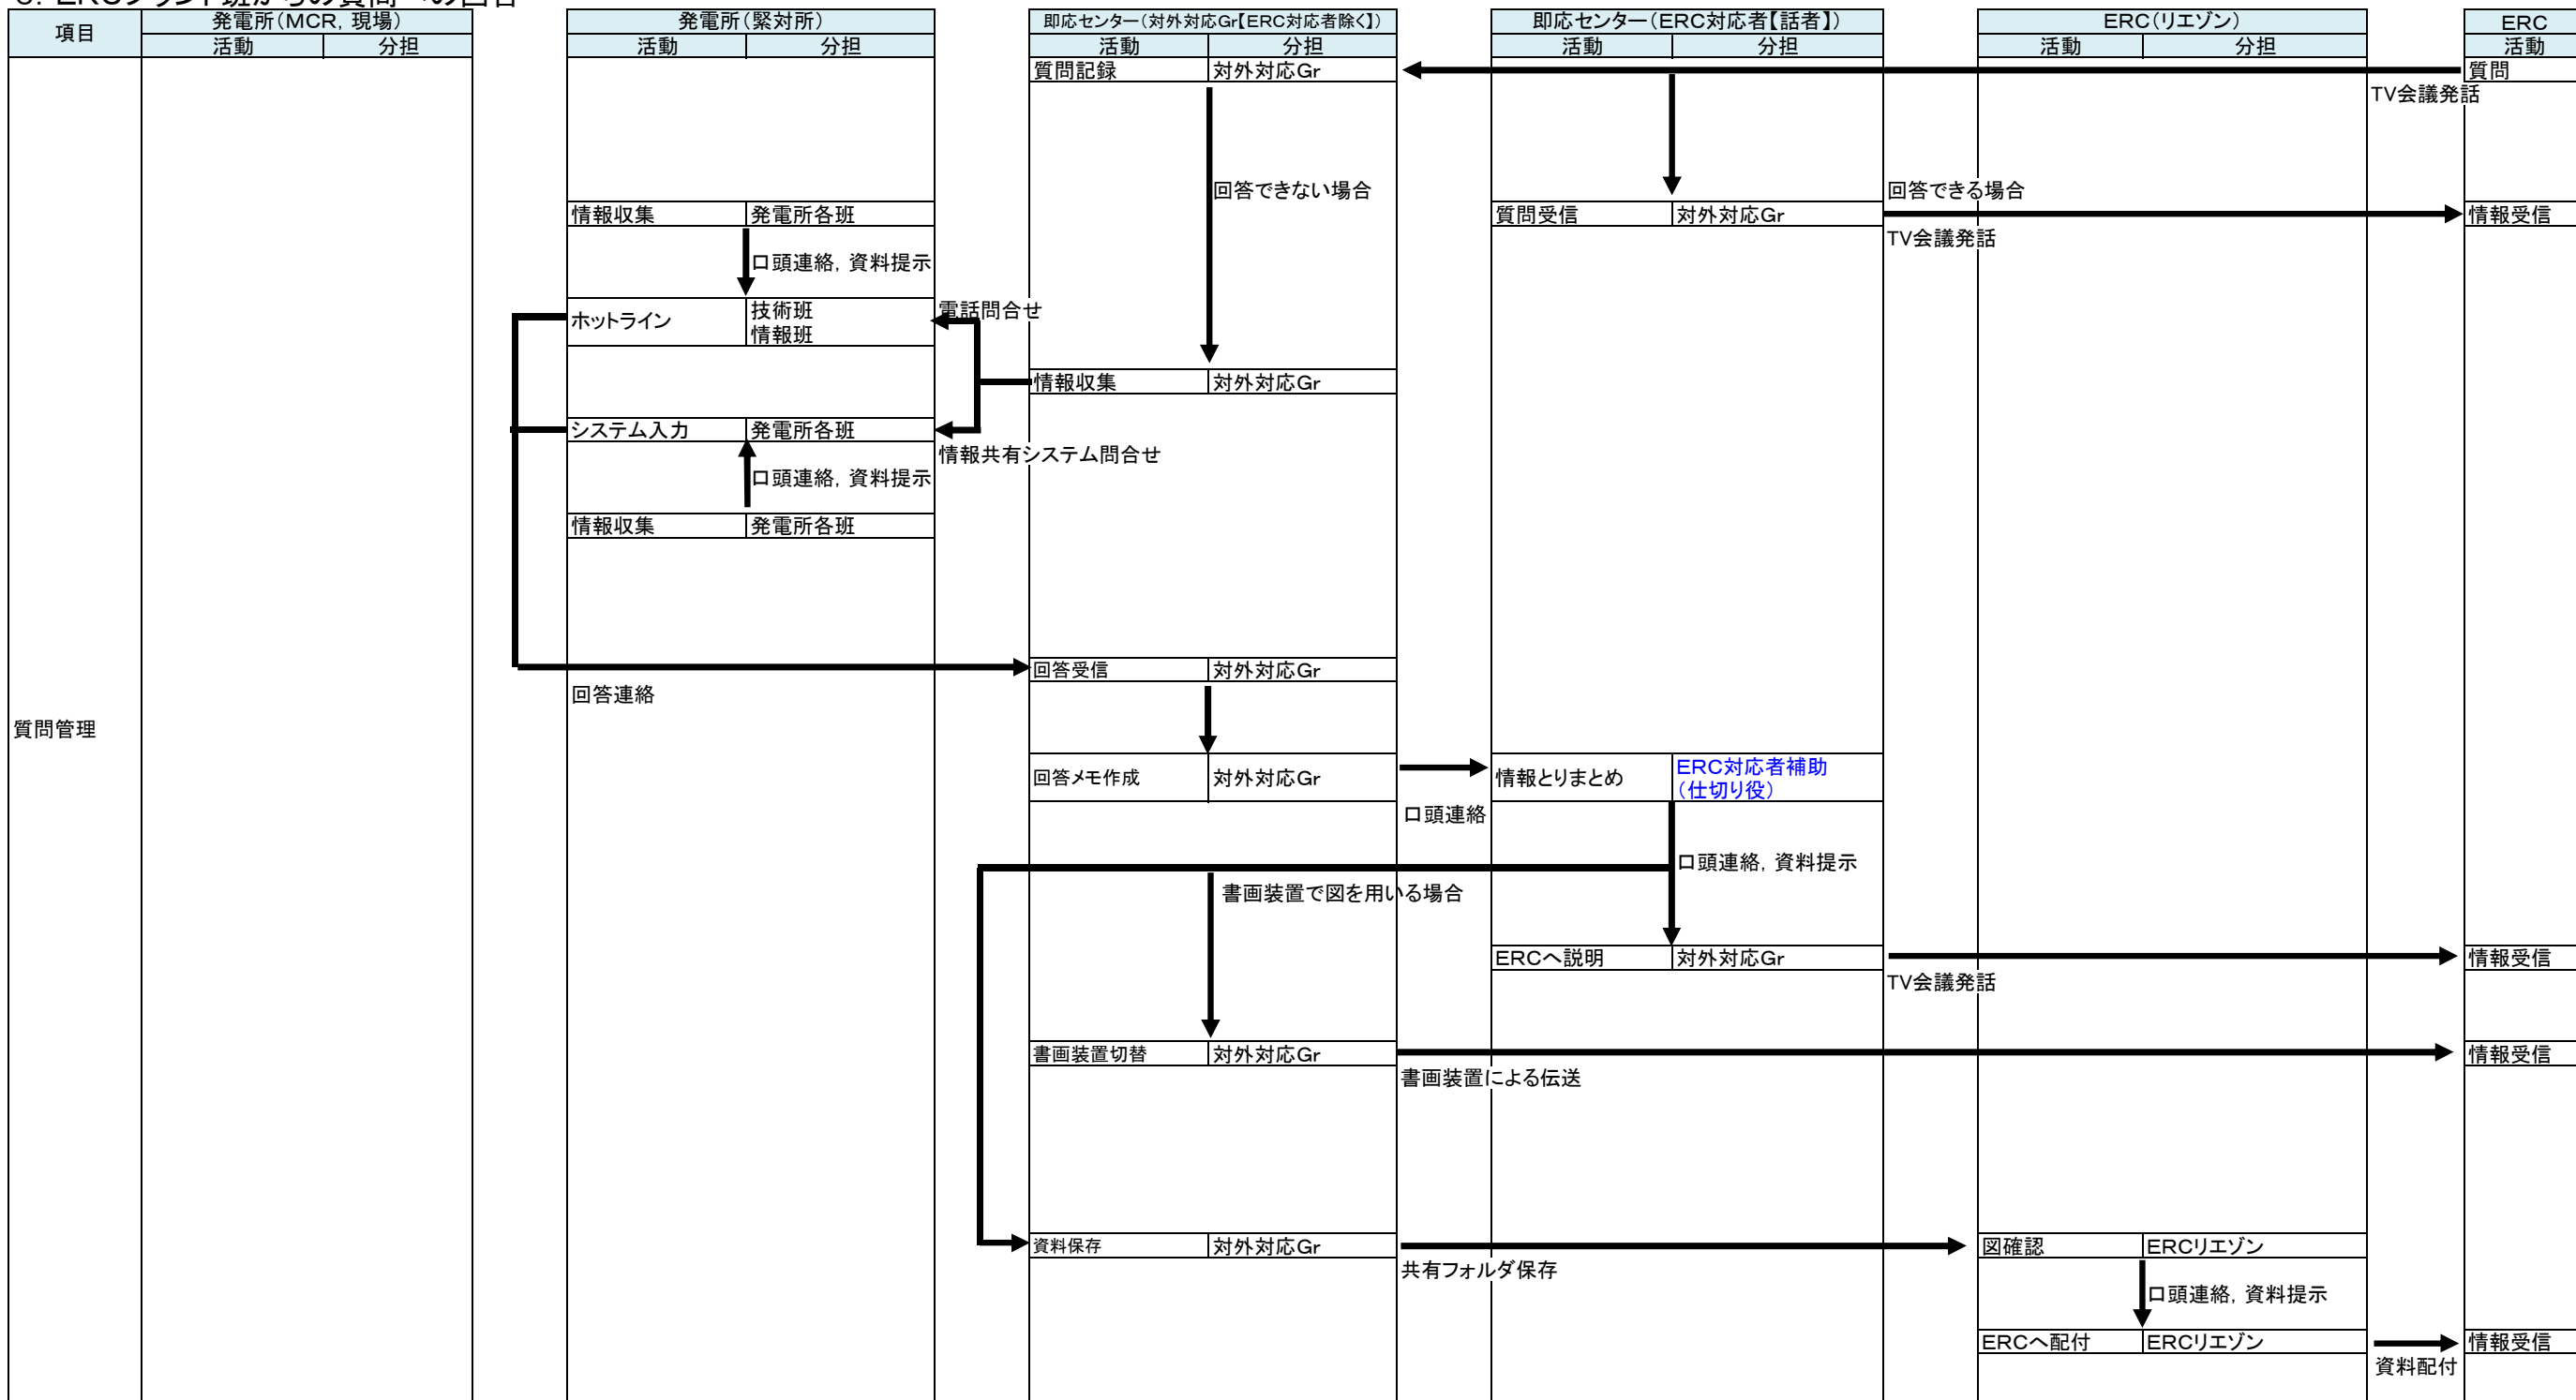 項目
発電所（MCR，現場）
発電所（緊対所）
即応センター（対外対応Gr【ERC対応者除く】）
即応センター（ERC対応者【話者】）
ERC（リエゾン）
ERC
活動
分担
活動
分担
活動
分担
活動
分担
活動
分担
活動
質問記録
対外対応Gr
質問
TV会議発話
回答できない場合
回答できる場合
情報収集
発電所各班
質問受信
対外対応Gr
情報受信
TV会議発話
口頭連絡，資料提示
ホットライン
技術班
情報班
電話問合せ
情報収集
対外対応Gr
システム入力
発電所各班
情報共有システム問合せ
口頭連絡，資料提示
情報収集
発電所各班
回答受信
対外対応Gr
回答連絡
質問管理
回答メモ作成
対外対応Gr
情報とりまとめ
ERC対応者補助
（仕切り役）
口頭連絡
口頭連絡，資料提示
書画装置で図を用いる場合
ERCへ説明
対外対応Gr
情報受信
TV会議発話
書画装置切替
対外対応Gr
情報受信
書画装置による伝送
資料保存
対外対応Gr
図確認
ERCリエゾン
共有フォルダ保存
口頭連絡，資料提示
ERCへ配付
ERCリエゾン
情報受信
資料配付